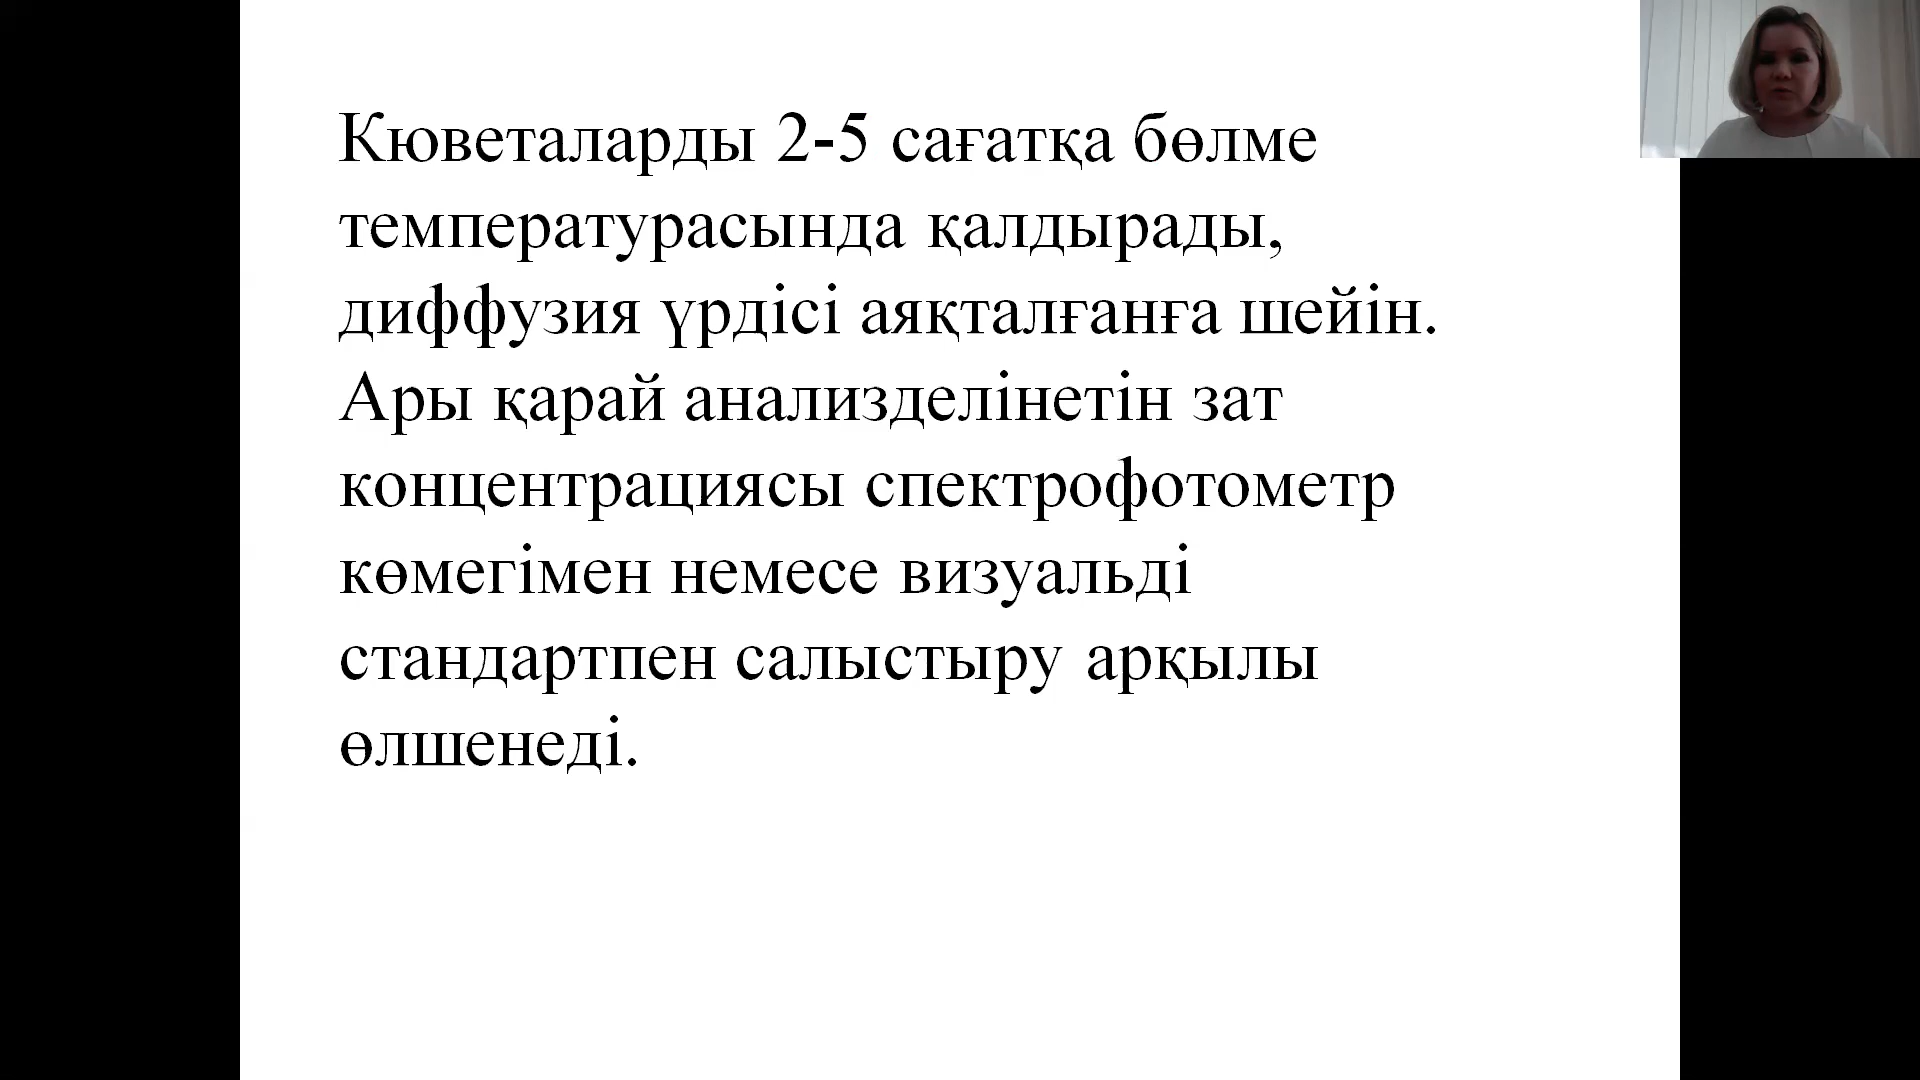 Кюветаларды 2-5 сағатқа бөлме
температурасында қалдырады,
диффузия үрдісі аяқталғанға шейін.
Ары қарай анализделінетін зат
концентрациясы спектрофотометр
көмегімен немесе визуальді
стандартпен салыстыру арқылы
өлшенеді.